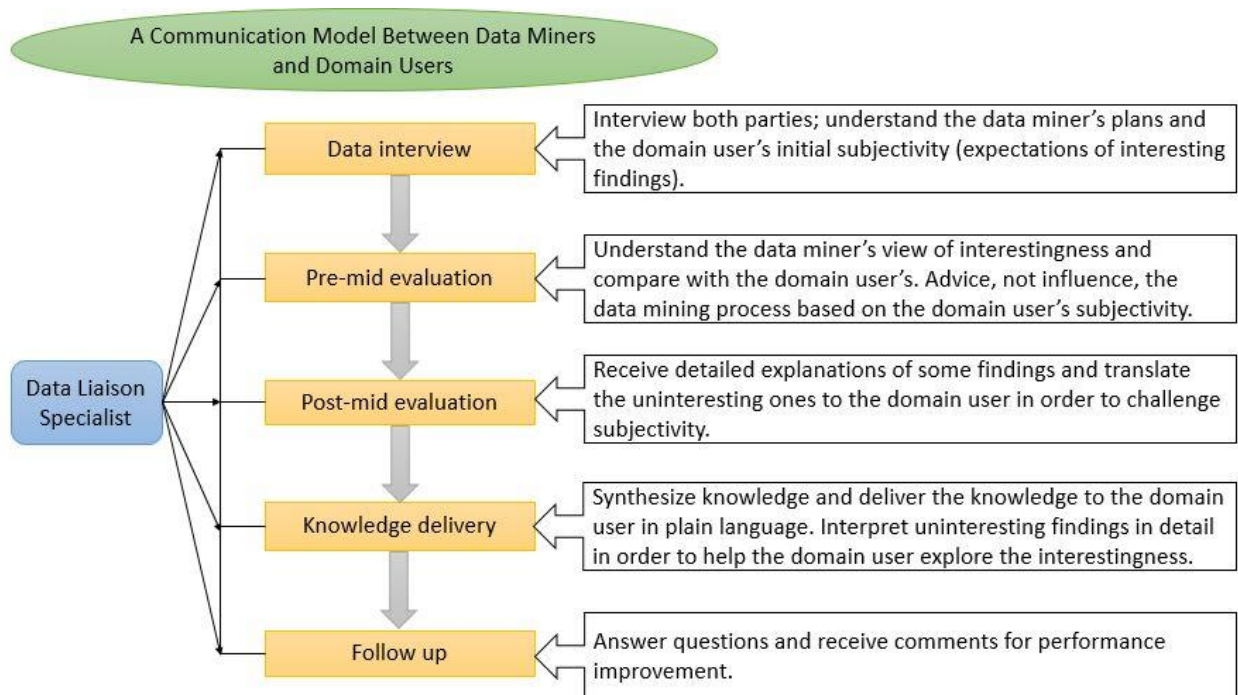 A Communication Model Between Data Miners
and Domain Users
Data interview
Interview both parties; understand the data miner’s plans and
the domain user’s initial subjectivity (expectations of interesting
findings).
Pre-mid evaluation
Understand the data miner’s view of interestingness and
compare with the domain user’s. Advice, not influence, the
data mining process based on the domain user’s subjectivity.
Data Liaison
Specialist
Post-mid evaluation
Receive detailed explanations of some findings and translate
the uninteresting ones to the domain user in order to challenge
subjectivity.
Knowledge delivery
Synthesize knowledge and deliver the knowledge to the domain
user in plain language. Interpret uninteresting findings in detail
in order to help the domain user explore the interestingness.
Follow up
Answer questions and receive comments for performance
improvement.